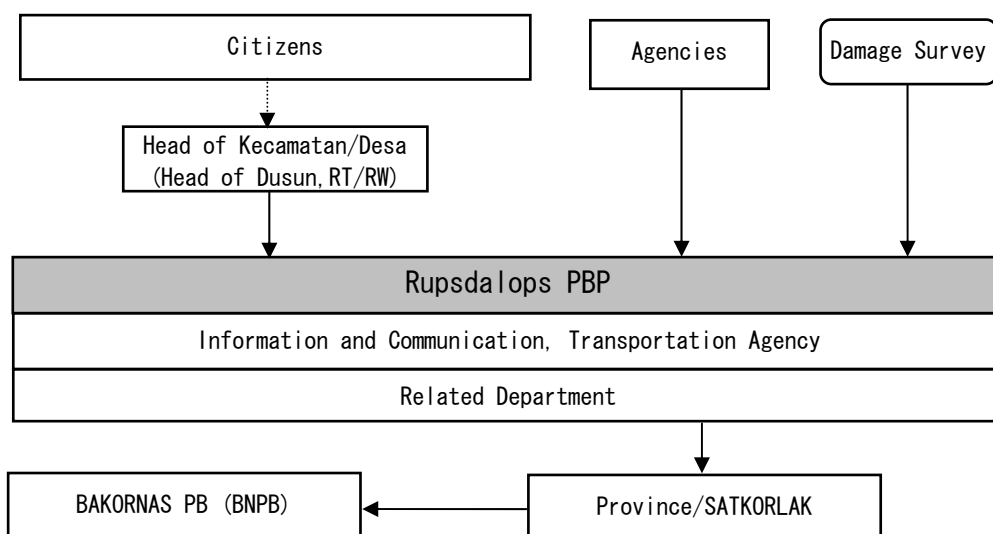 Citizens
Agencies
Damage Survey
Head of Kecamatan/Desa
(Head of Dusun,RT/RW)
Rupsdalops PBP
Information and Communication, Transportation Agency
Related Department
BAKORNAS PB (BNPB)
Province/SATKORLAK